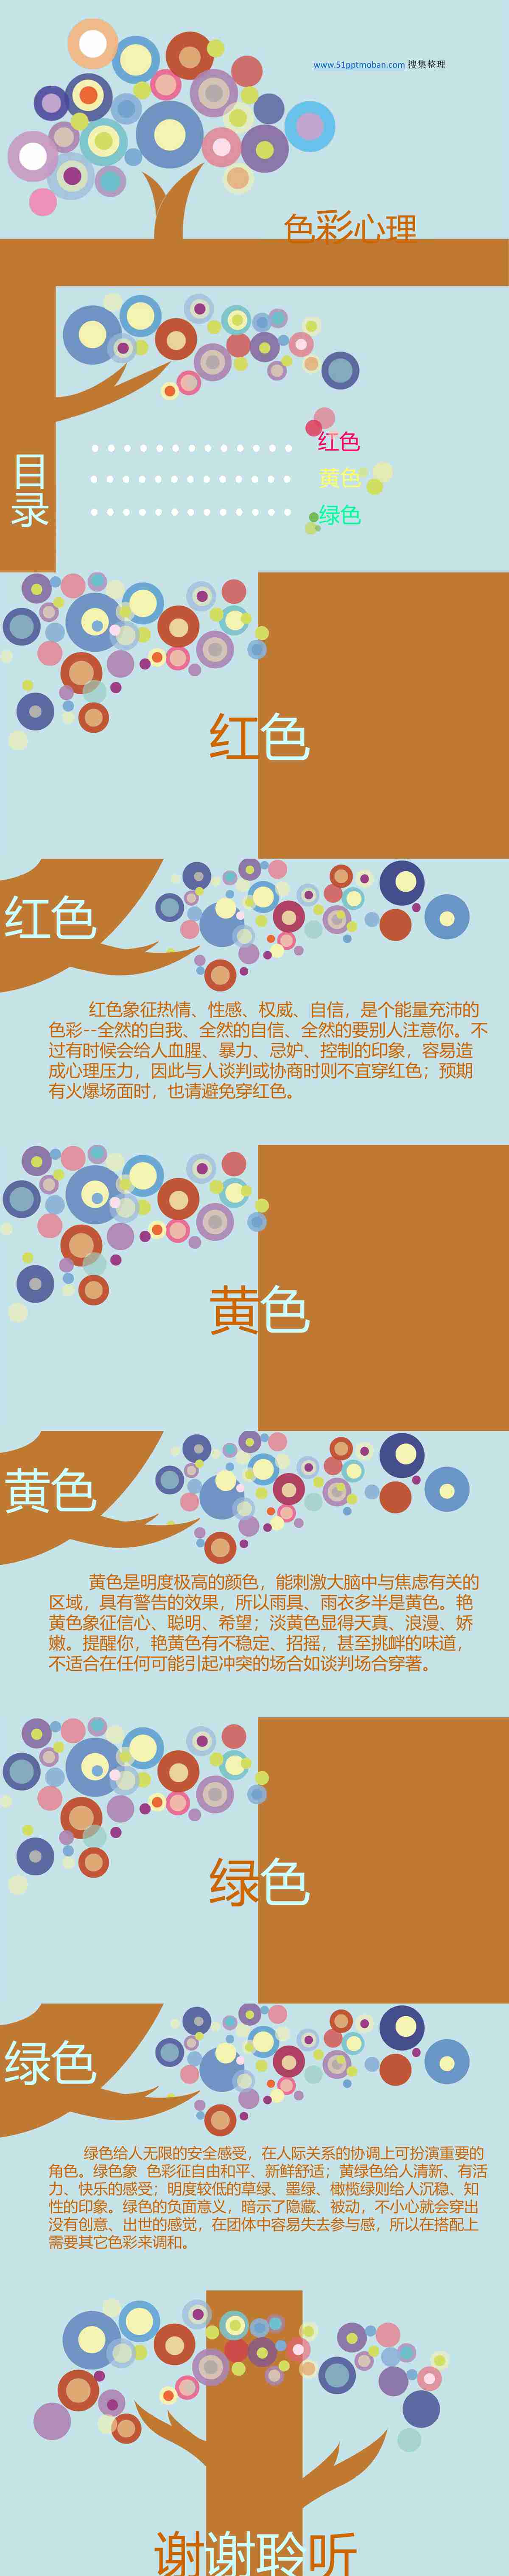 www.51pptmoban.com 搜集整理
色彩心理
目
录
红色
黄色
绿色
红色
红色
红色象征热情、性感、权威、自信，是个能量充沛的
色彩--全然的自我、全然的自信、全然的要别人注意你。不
过有时候会给人血腥、暴力、忌妒、控制的印象，容易造
成心理压力，因此与人谈判或协商时则不宜穿红色；预期
有火爆场面时，也请避免穿红色。
黄色
黄色
黄色是明度极高的颜色，能刺激大脑中与焦虑有关的
区域，具有警告的效果，所以雨具、雨衣多半是黄色。艳
黄色象征信心、聪明、希望；淡黄色显得天真、浪漫、娇
嫩。提醒你，艳黄色有不稳定、招摇，甚至挑衅的味道，
不适合在任何可能引起冲突的场合如谈判场合穿著。
绿色
绿色
绿色给人无限的安全感受，在人际关系的协调上可扮演重要的
角色。绿色象  色彩征自由和平、新鲜舒适；黄绿色给人清新、有活
力、快乐的感受；明度较低的草绿、墨绿、橄榄绿则给人沉稳、知
性的印象。绿色的负面意义，暗示了隐藏、被动，不小心就会穿出
没有创意、出世的感觉，在团体中容易失去参与感，所以在搭配上
需要其它色彩来调和。
谢谢聆听